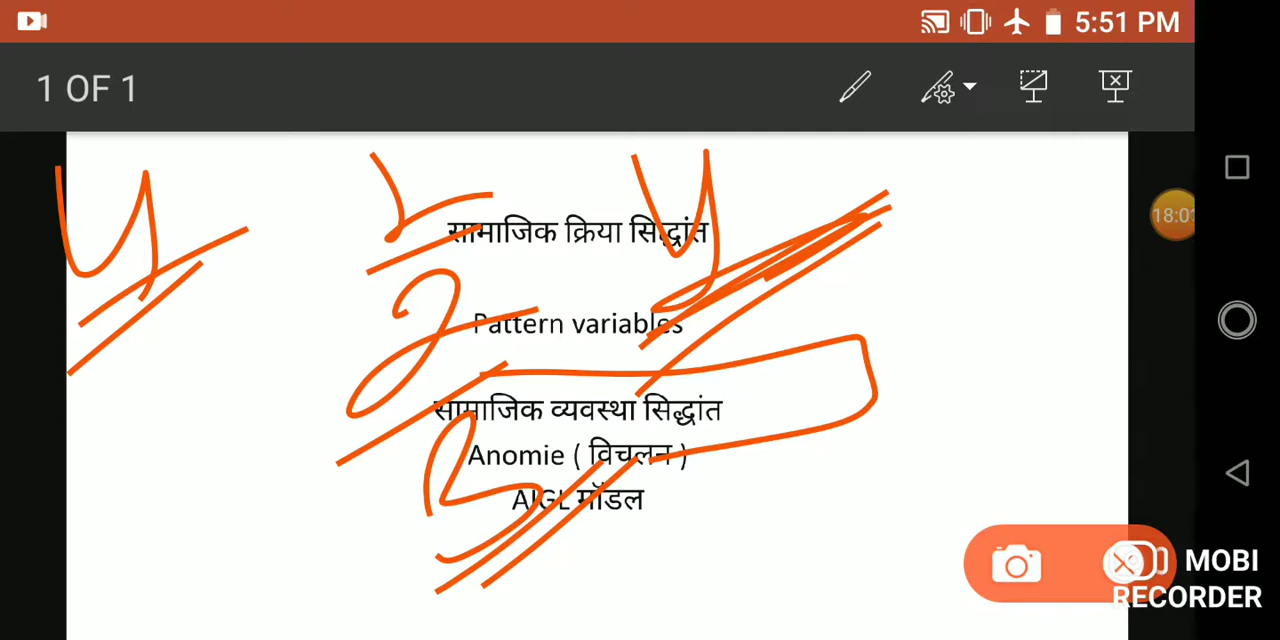 5:51 PM
1 OF 1
सामाजिक क्रिया सिद्धांत
Pattern variables
सामाजिक व्यवस्था सिद्धांत
Anomie ( विचलन )
AIGL मॉडल
MOBI
RECORDER